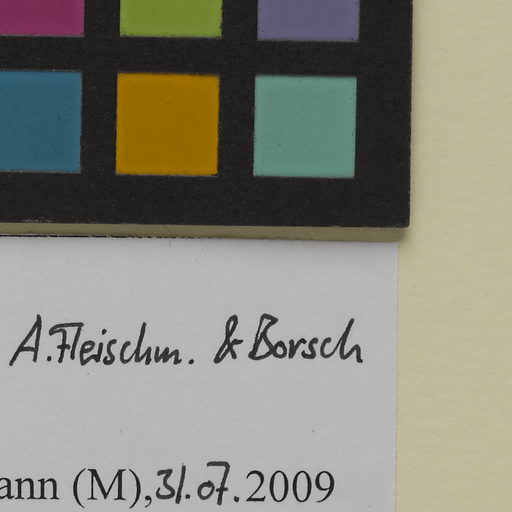 A.Fleischm. & Borsch
ann (M),31.07.2009